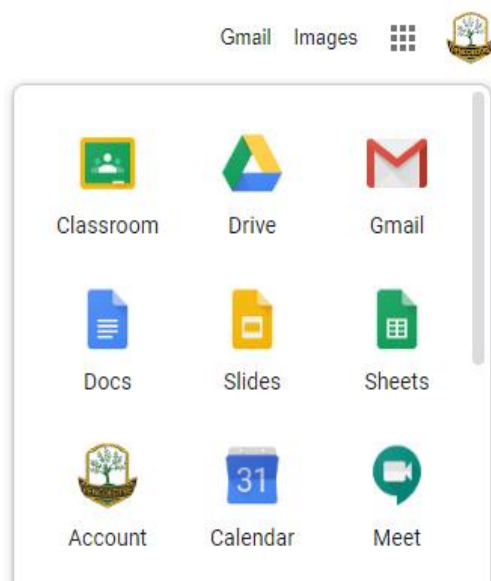 Gmail Images
Classroom Drive Gmail
Docs Slides Sheets
31
Account Calendar Meet